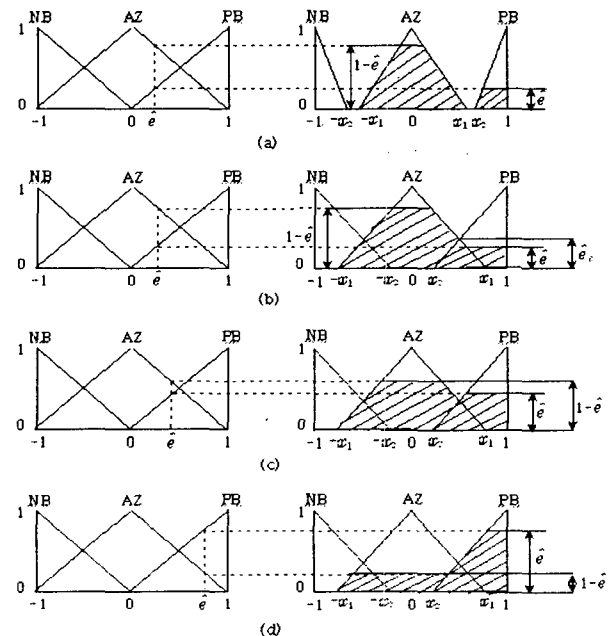 NB AZ PB NB AZ PB
1 1
1-ê ê
0 0
-1 0 ê 1 -1 -x₂ -x₁ 0 x₁ x₂ 1
(a)
NB AZ PB NB AZ PB
1 1
1-ê ê êc
0 0
-1 0 ê 1 -1 -x₁ -x₂ 0 x₂ x₁ 1
(b)
NB AZ PB NB AZ PB
1 1
ê 1-ê
0 0
-1 0 ê 1 -1 -x₁ -x₂ 0 x₂ x₁ 1
(c)
NB AZ PB NB AZ PB
1 1
ê 1-ê
0 0
-1 0 ê 1 -1 -x₁ -x₂ 0 x₂ x₁ 1
(d)